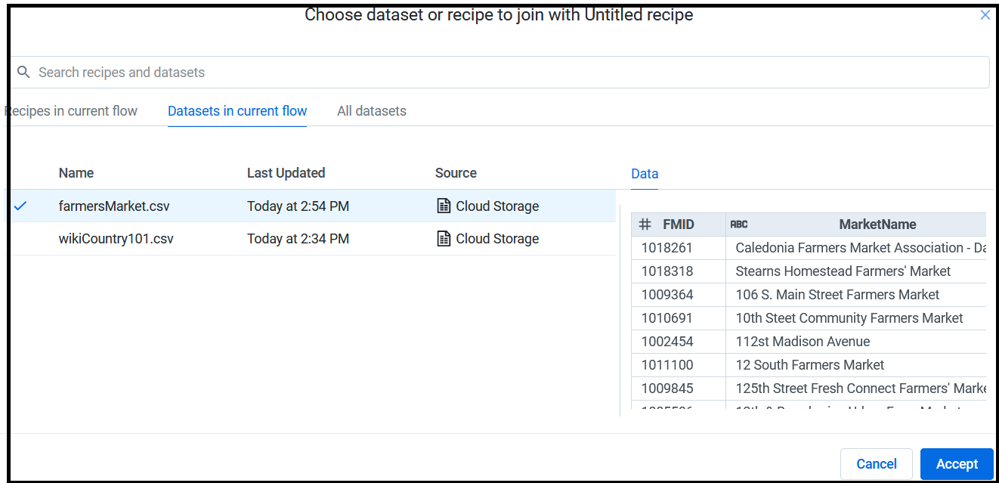 Choose dataset or recipe to join with Untitled recipe
Search recipes and datasets
Recipes in current flow Datasets in current flow All datasets
Name Last Updated Source
farmersMarket.csv Today at 2:54 PM Cloud Storage
wikiCountry101.csv Today at 2:34 PM Cloud Storage
Data
# FMID ABC MarketName
1018261 Caledonia Farmers Market Association - Da
1018318 Stearns Homestead Farmers' Market
1009364 106 S. Main Street Farmers Market
1010691 10th Steet Community Farmers Market
1002454 112st Madison Avenue
1011100 12 South Farmers Market
1009845 125th Street Fresh Connect Farmers' Marke
Cancel Accept